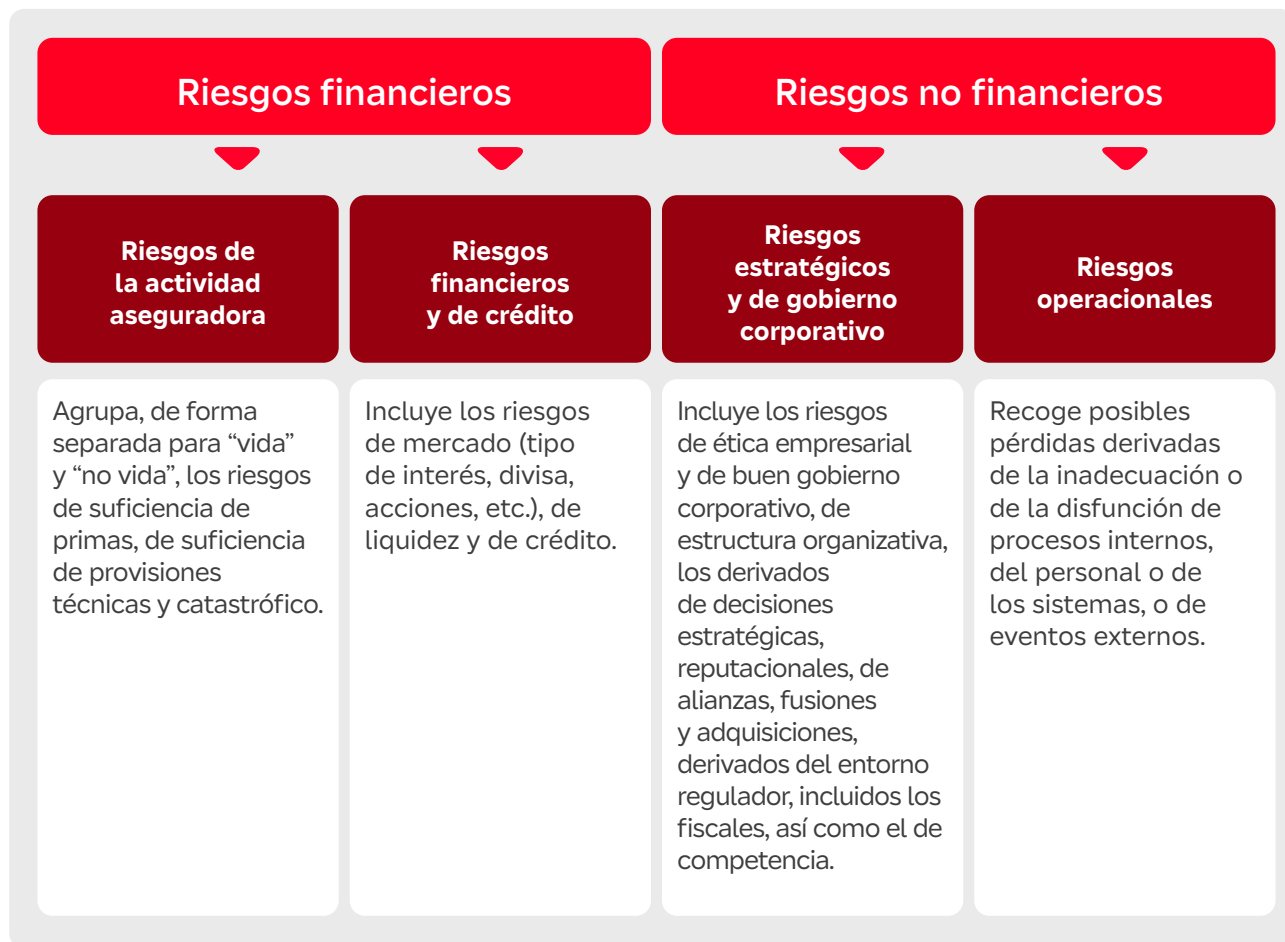 Riesgos financieros
Riesgos no financieros
Riesgos de
la actividad
aseguradora
Riesgos
financieros
y de crédito
Riesgos
estratégicos
y de gobierno
corporativo
Riesgos
operacionales
Agrupa, de forma
separada para “vida”
y “no vida”, los riesgos
de suficiencia de
primas, de suficiencia
de provisiones
técnicas y catastrófico.
Incluye los riesgos
de mercado (tipo
de interés, divisa,
acciones, etc.), de
liquidez y de crédito.
Incluye los riesgos
de ética empresarial
y de buen gobierno
corporativo, de
estructura organizativa,
los derivados
de decisiones
estratégicas,
reputacionales, de
alianzas, fusiones
y adquisiciones,
derivados del entorno
regulador, incluidos los
fiscales, así como el de
competencia.
Recoge posibles
pérdidas derivadas
de la inadecuación o
de la disfunción de
procesos internos,
del personal o de
los sistemas, o de
eventos externos.